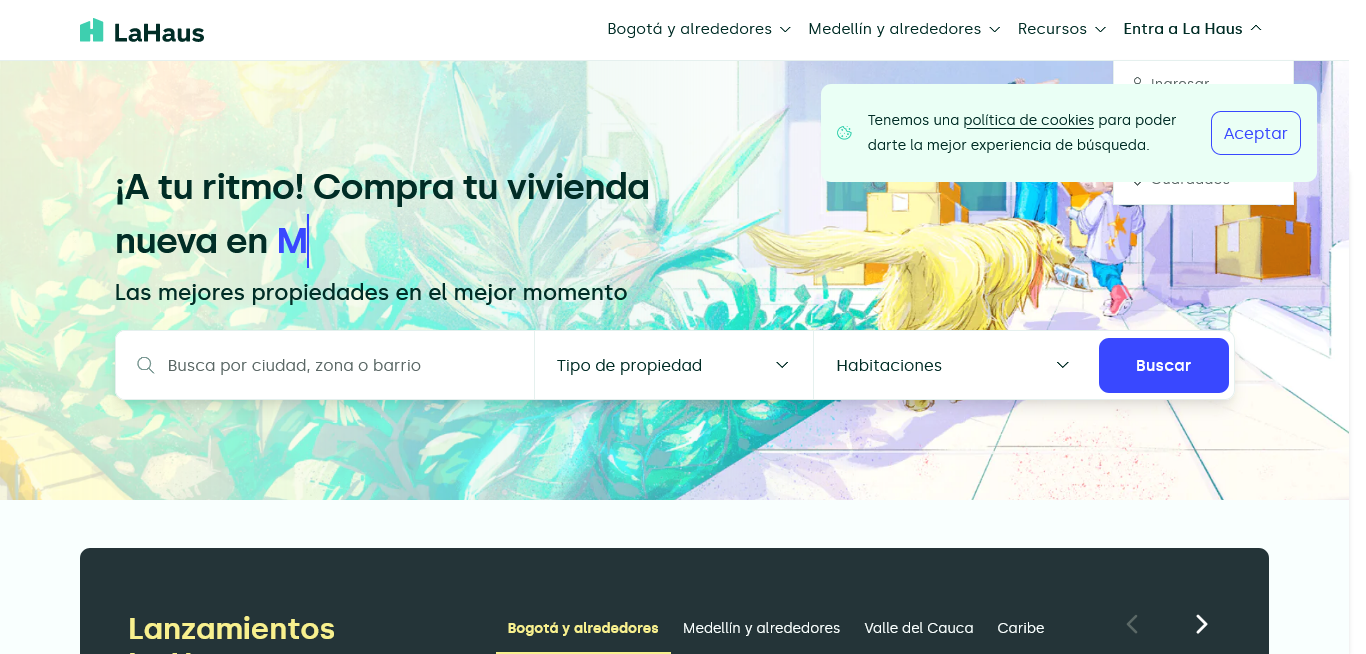 LaHaus
Bogotá y alrededores
Medellín y alrededores
Recursos
Entra a La Haus
Ingresar
Tenemos una política de cookies para poder
darte la mejor experiencia de búsqueda.
Aceptar
Guardados
¡A tu ritmo! Compra tu vivienda
nueva en M
Las mejores propiedades en el mejor momento
Busca por ciudad, zona o barrio
Tipo de propiedad
Habitaciones
Buscar
Lanzamientos
Bogotá y alrededores
Medellín y alrededores
Valle del Cauca
Caribe